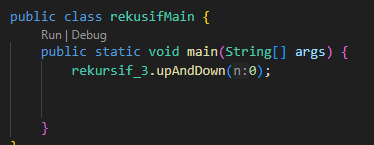 public class rekusifMain {
Run | Debug
public static void main(String[] args) {
rekursif_3.upAndDown(n:0);
}
}